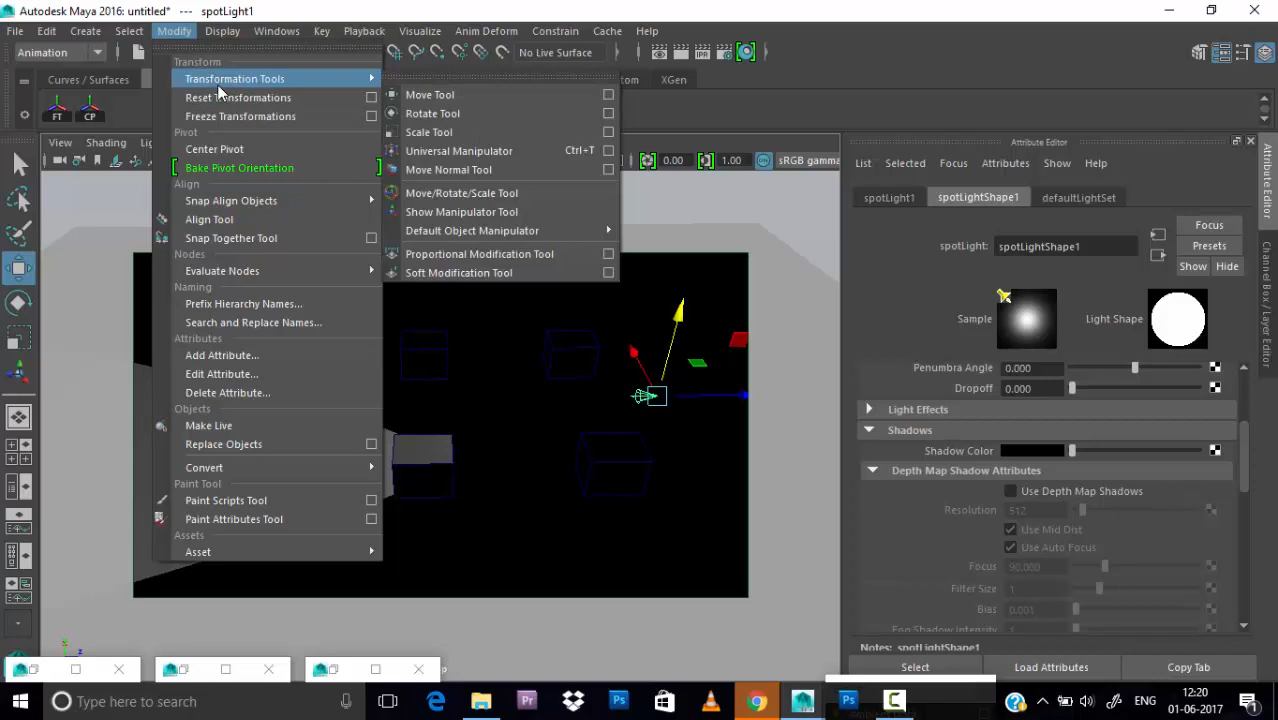 Autodesk Maya 2016: untitled*   ---   spotLight1
File Edit Create Select Modify Display Windows Key Playback Visualize Anim Deform Constrain Cache Help
Animation
No Live Surface
Curves / Surfaces
XGen
FT CP
View Shading
0.00 1.00 sRGB gamma
Transform
Transformation Tools
Reset Transformations
Freeze Transformations
Pivot
Center Pivot
Bake Pivot Orientation
Align
Snap Align Objects
Align Tool
Snap Together Tool
Nodes
Evaluate Nodes
Naming
Prefix Hierarchy Names...
Search and Replace Names...
Attributes
Add Attribute...
Edit Attribute...
Delete Attribute...
Objects
Make Live
Replace Objects
Convert
Paint Tool
Paint Scripts Tool
Paint Attributes Tool
Assets
Asset
Move Tool
Rotate Tool
Scale Tool
Universal Manipulator Ctrl+T
Move Normal Tool
Move/Rotate/Scale Tool
Show Manipulator Tool
Default Object Manipulator
Proportional Modification Tool
Soft Modification Tool
Attribute Editor
List Selected Focus Attributes Show Help
spotLight1 spotLightShape1 defaultLightSet
Focus
spotLight: spotLightShape1
Presets
Show Hide
Sample Light Shape
Penumbra Angle 0.000
Dropoff 0.000
Light Effects
Shadows
Shadow Color
Depth Map Shadow Attributes
Use Depth Map Shadows
Resolution 512
Use Mid Dist
Use Auto Focus
Focus 90.000
Filter Size 1
Bias 0.001
Fog Shadow Intensity 1
Notes: spotLightShape1
Select Load Attributes Copy Tab
Attribute Editor
Channel Box / Layer Editor
Type here to search
ENG
12:20
01-06-2017